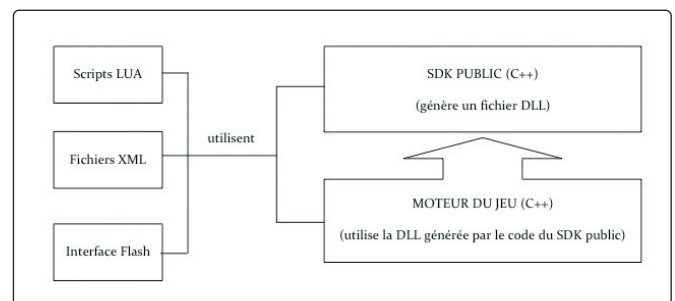 Scripts LUA
Fichiers XML
Interface Flash
utilisent
SDK PUBLIC (C++)
(génère un fichier DLL)
MOTEUR DU JEU (C++)
(utilise la DLL générée par le code du SDK public)